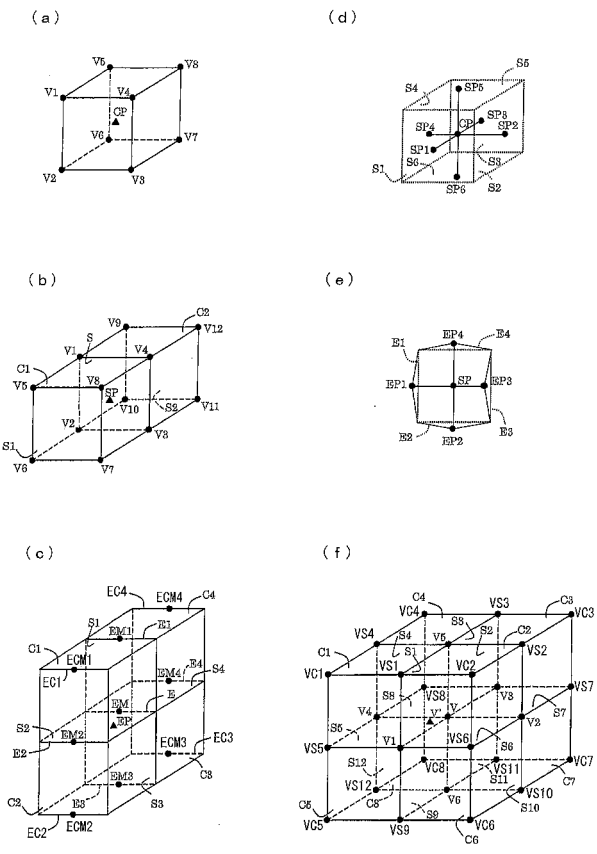 (a)
V5
V8
V1
V4
CP
V6
V7
V2
V3
(d)
S5
S4
SP5
SP3
CP
SP4
SP2
SP1
S3
S6
S1
S2
SP6
(b)
C2
V9
V12
S
V1
V4
C1
V8
V5
SP
V10
S2
V11
V2
V3
S1
V6
V7
(e)
EP4
E4
E1
EP1
SP
EP3
E2
EP2
E3
(c)
EC4
ECM4
C4
S1
EM1
E1
C1
ECM1
EC1
EM4
E4
S4
EM
E
S2
EP
E2
EM2
ECM3
EC3
EM3
C3
E3
S3
C2
EC2
ECM2
(f)
C4
VC4
VS3
C3
S3
VS4
S4
V5
S2
C2
VS2
C1
S1
VC1
VS1
VC2
S8
VS8
V3
VS7
V4
V'
V
V2
S7
S5
VS5
V1
VS6
S6
S12
VC8
VS11
VC7
VS12
S11
C7
C8
V6
VS10
S10
C5
S9
VC5
VS9
VC6
C6